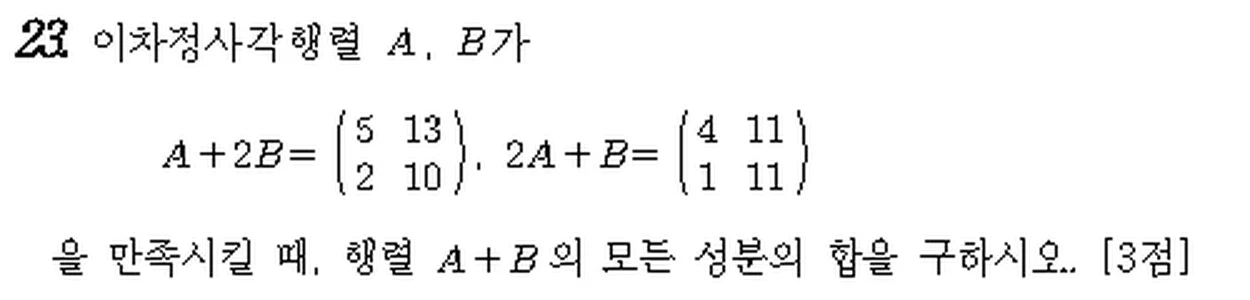 23. 이차정사각행렬 A, B가
A+2B=(5 13), 2A+B=(4 11)
(2 10) (1 11)
을 만족시킬 때, 행렬 A+B의 모든 성분의 합을 구하시오.. [3점]